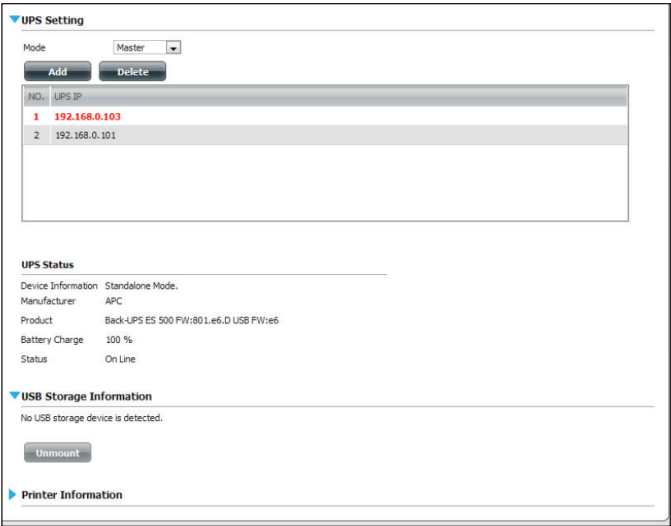 UPS Setting
Mode Master
Add Delete
NO. UPS IP
1 192.168.0.103
2 192.168.0.101
UPS Status
Device Information Standalone Mode.
Manufacturer APC
Product Back-UPS ES 500 FW:801.e6.D USB FW:e6
Battery Charge 100 %
Status On Line
USB Storage Information
No USB storage device is detected.
Unmount
Printer Information